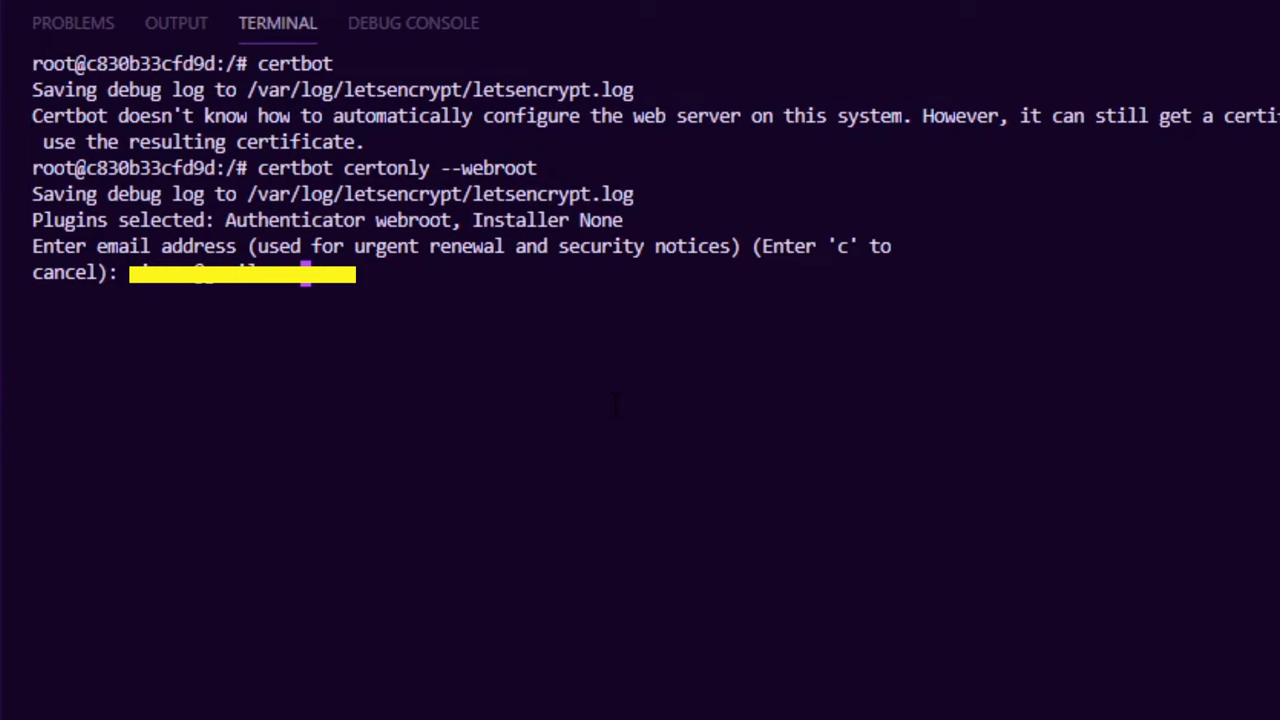 PROBLEMS OUTPUT TERMINAL DEBUG CONSOLE
root@c830b33cfd9d:/# certbot
Saving debug log to /var/log/letsencrypt/letsencrypt.log
Certbot doesn't know how to automatically configure the web server on this system. However, it can still get a certi
use the resulting certificate.
root@c830b33cfd9d:/# certbot certonly --webroot
Saving debug log to /var/log/letsencrypt/letsencrypt.log
Plugins selected: Authenticator webroot, Installer None
Enter email address (used for urgent renewal and security notices) (Enter 'c' to
cancel):